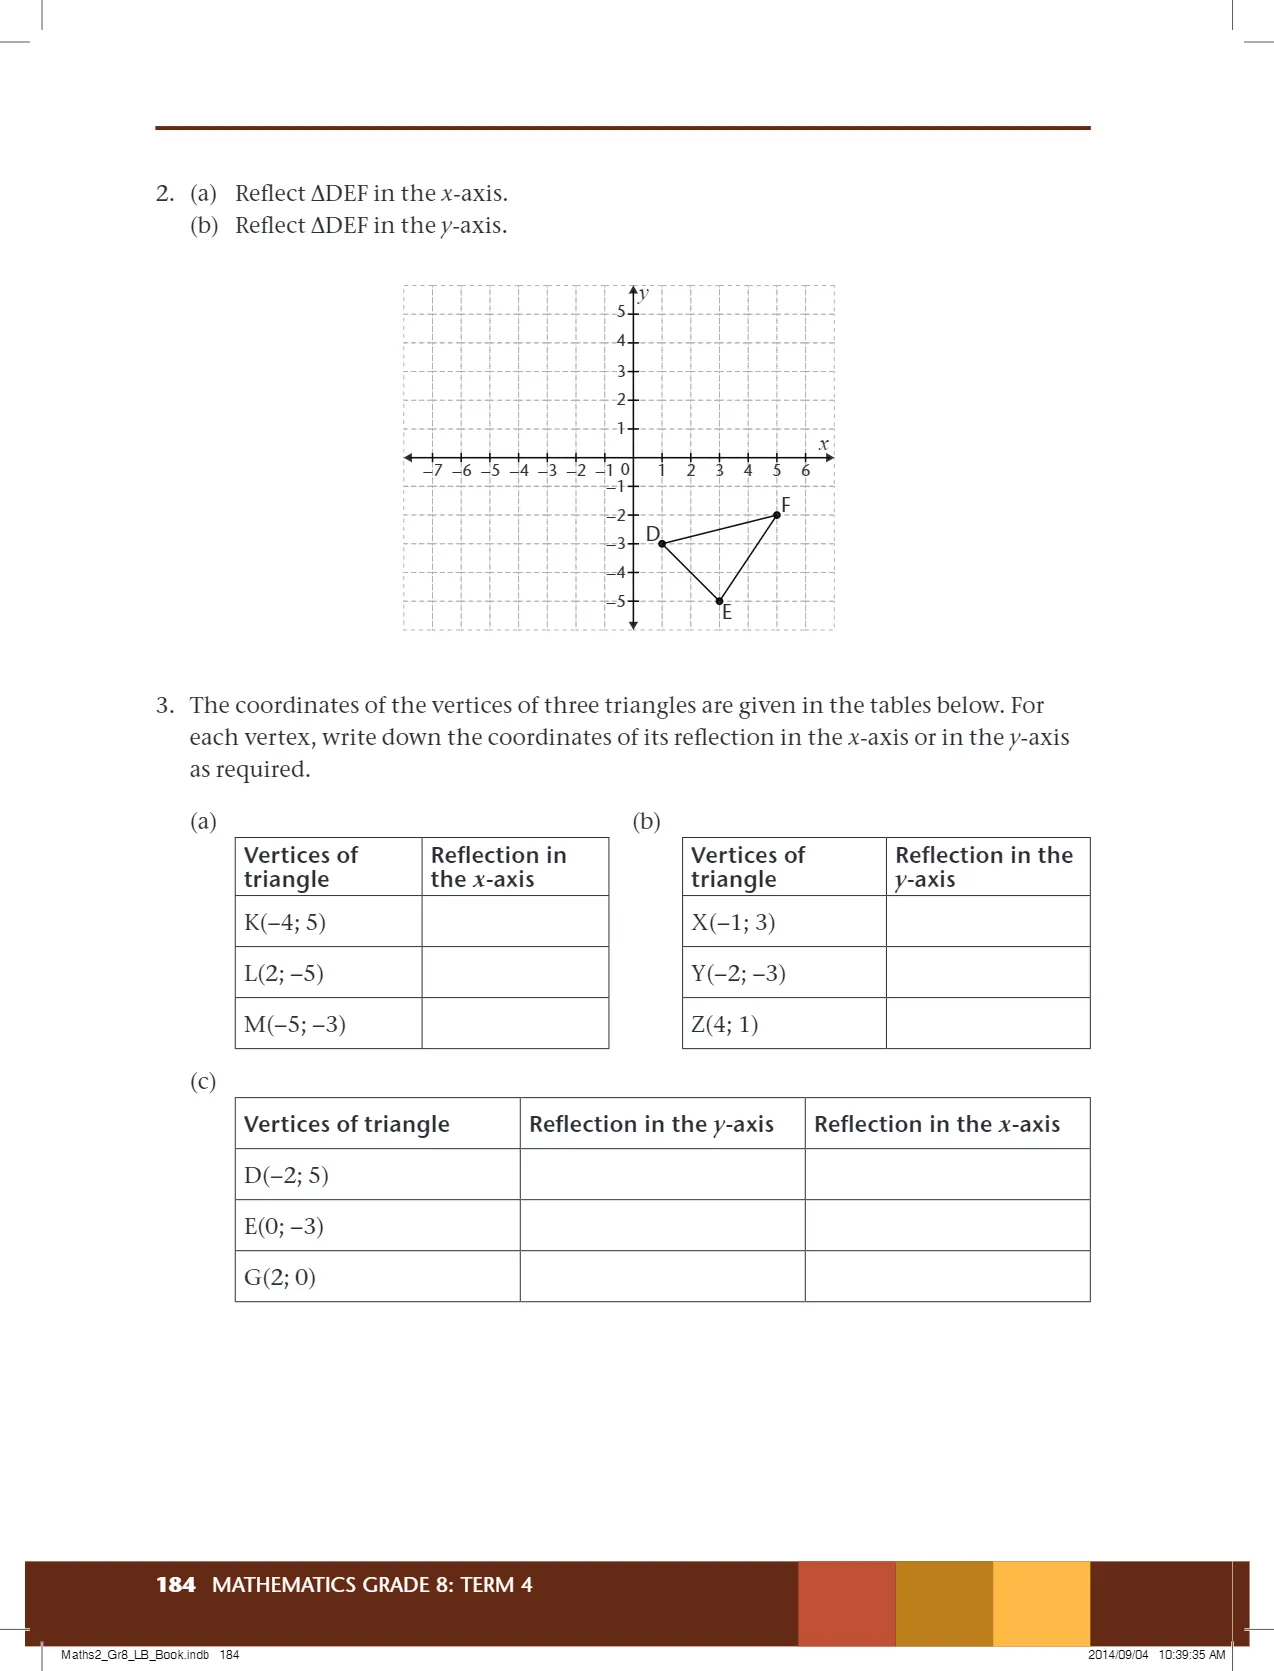 2. (a) Reflect ΔDEF in the x-axis.
(b) Reflect ΔDEF in the y-axis.
y
5
4
3
2
1
x
–7 –6 –5 –4 –3 –2 –1 0 1 2 3 4 5 6
–1
F
–2
D
–3
–4
–5
E
3. The coordinates of the vertices of three triangles are given in the tables below. For
each vertex, write down the coordinates of its reflection in the x-axis or in the y-axis
as required.
(a)
Vertices of triangle Reflection in the x-axis
K(–4; 5)
L(2; –5)
M(–5; –3)
(b)
Vertices of triangle Reflection in the y-axis
X(–1; 3)
Y(–2; –3)
Z(4; 1)
(c)
Vertices of triangle Reflection in the y-axis Reflection in the x-axis
D(–2; 5)
E(0; –3)
G(2; 0)
184 MATHEMATICS GRADE 8: TERM 4
Maths2_Gr8_LB_Book.indb 184 2014/09/04 10:39:35 AM